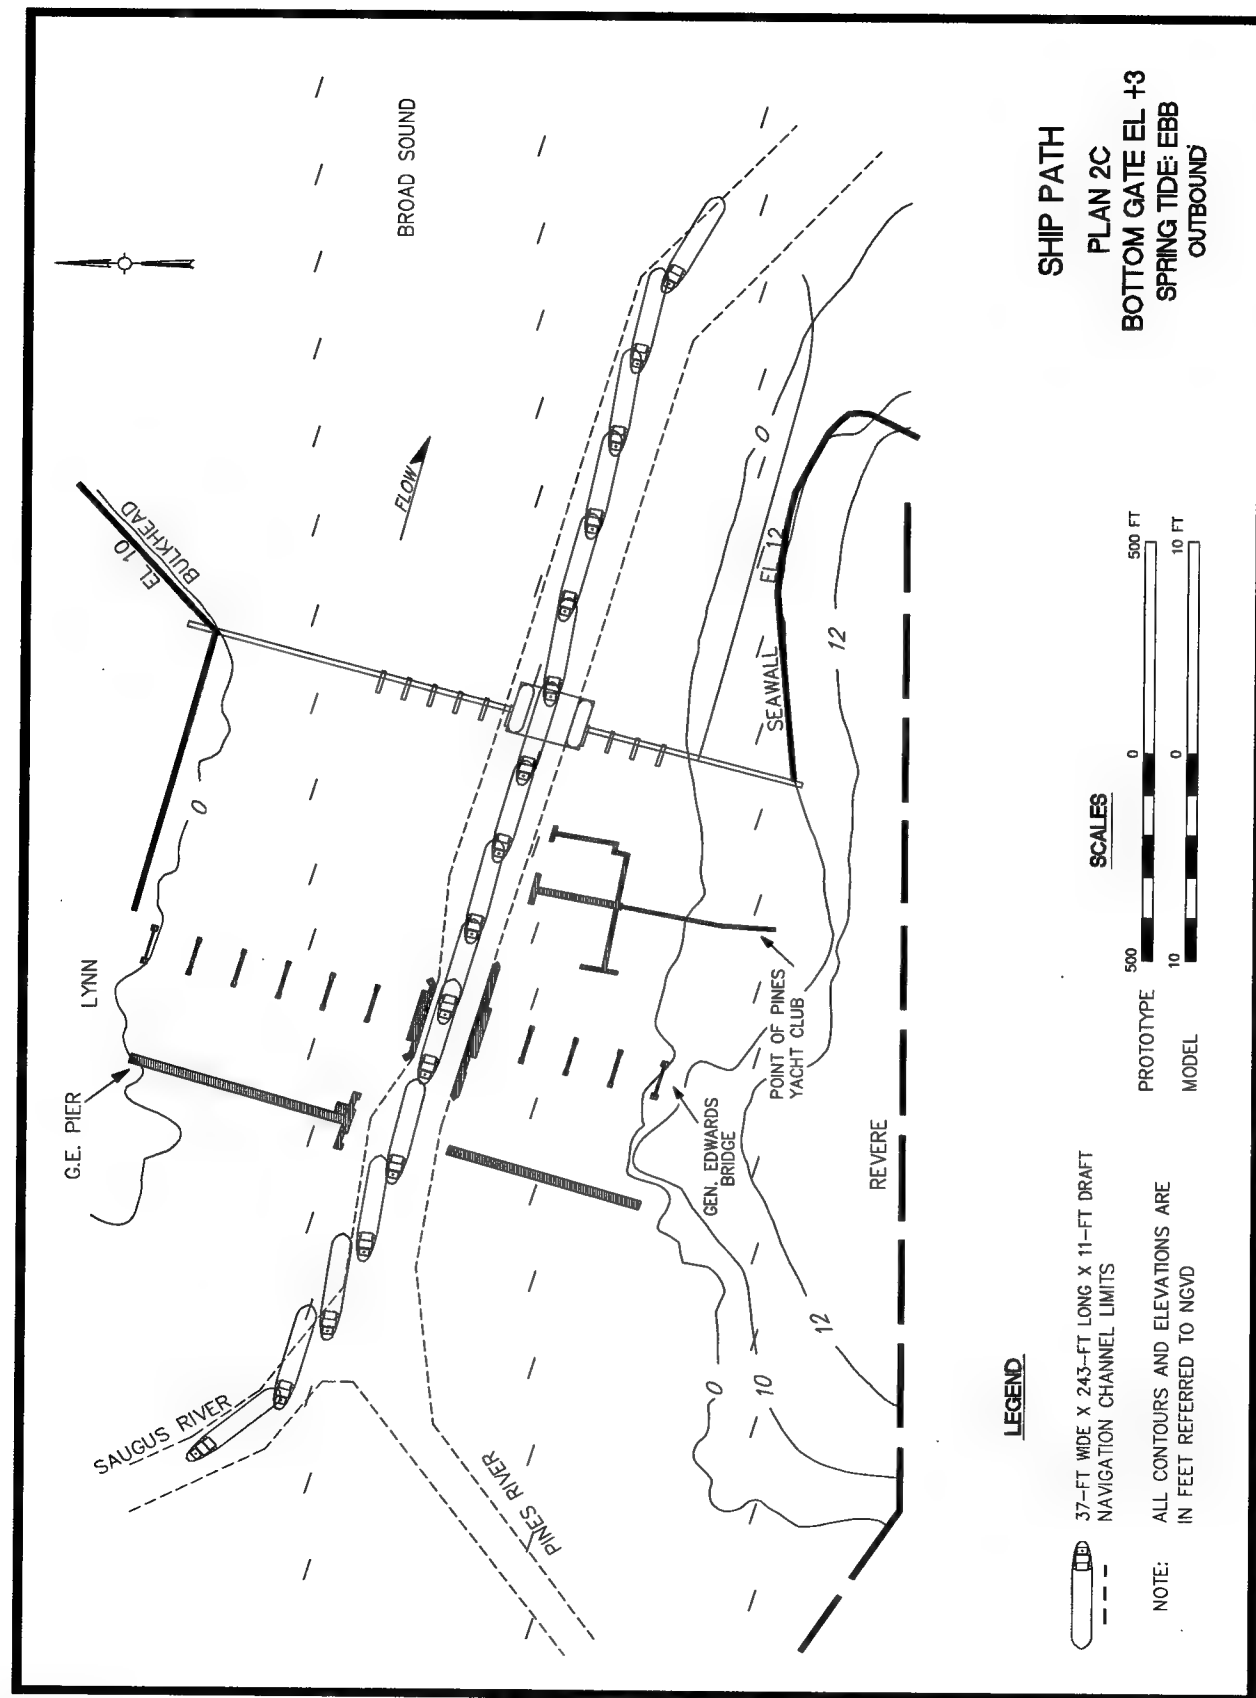 BROAD SOUND
FLOW
EL 10
BULKHEAD
LYNN
G.E. PIER
0
SAUGUS RIVER
PINES RIVER
POINT OF PINES
YACHT CLUB
GEN. EDWARDS
BRIDGE
SEAWALL EL 12
0
12
0
10
12
REVERE
SHIP PATH
PLAN 2C
BOTTOM GATE EL +3
SPRING TIDE: EBB
OUTBOUND
SCALES
PROTOTYPE 500 0 500 FT
MODEL 10 0 10 FT
LEGEND
37-FT WIDE X 243-FT LONG X 11-FT DRAFT
NAVIGATION CHANNEL LIMITS
NOTE: ALL CONTOURS AND ELEVATIONS ARE
IN FEET REFERRED TO NGVD